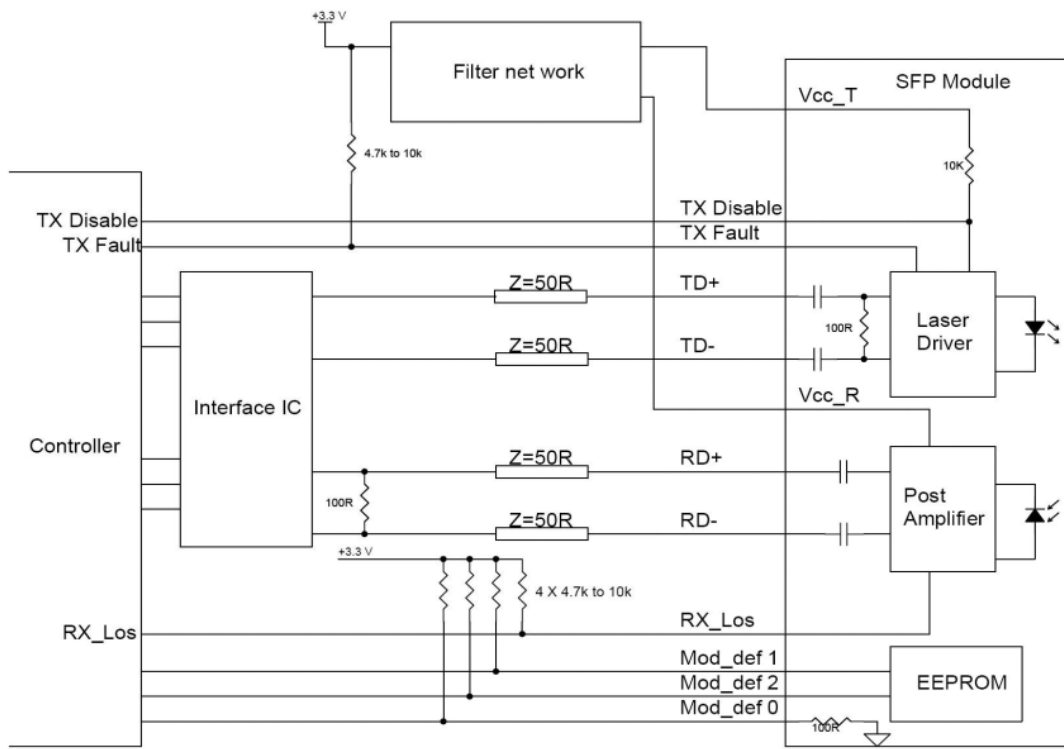 +3.3 V
Filter net work
SFP Module
Vcc_T
4.7k to 10k
10K
TX Disable
TX Disable
TX Fault
TX Fault
Z=50R
TD+
100R
Laser
Driver
Z=50R
TD-
Interface IC
Vcc_R
Controller
Z=50R
RD+
100R
Post
Amplifier
Z=50R
RD-
+3.3 V
4 X 4.7k to 10k
RX_Los
RX_Los
Mod_def 1
Mod_def 2
EEPROM
Mod_def 0
100R